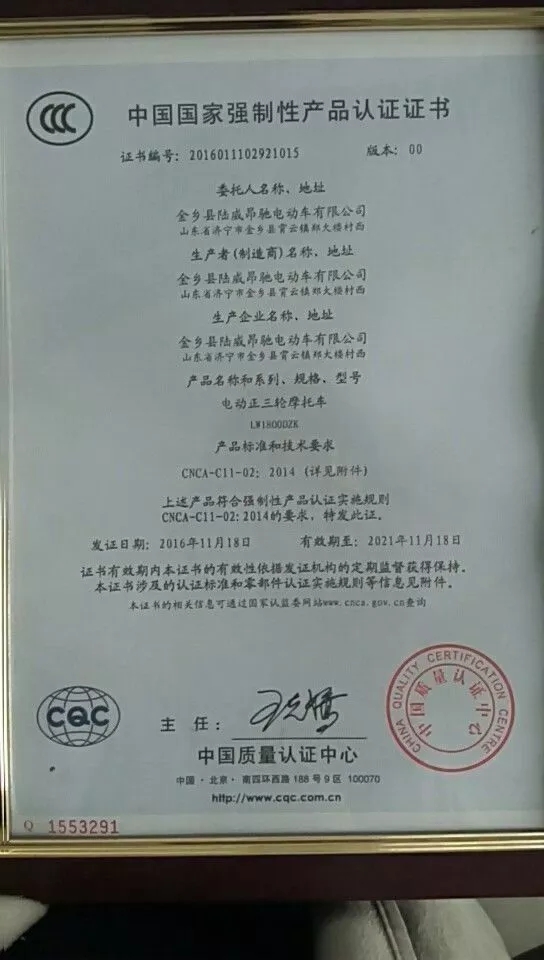 中国国家强制性产品认证证书
证书编号: 2016011102921015 版本: 00
委托人名称、地址
金乡县陆威昂驰电动车有限公司
山东省济宁市金乡县霄云镇郑大楼村西
生产者(制造商)名称、地址
金乡县陆威昂驰电动车有限公司
山东省济宁市金乡县霄云镇郑大楼村西
生产企业名称、地址
金乡县陆威昂驰电动车有限公司
山东省济宁市金乡县霄云镇郑大楼村西
产品名称和系列、规格、型号
电动正三轮摩托车
LW1800DZK
产品标准和技术要求
CNCA-C11-02: 2014 (详见附件)
上述产品符合强制性产品认证实施规则
CNCA-C11-02:2014的要求，特发此证。
发证日期: 2016年11月18日 有效期至: 2021年11月18日
证书有效期内本证书的有效性依据发证机构的定期监督获得保持。
本证书涉及的认证标准和零部件认证实施规则等信息见附件。
本证书的相关信息可通过国家认监委网站www.cnca.gov.cn查询
CQC
主 任:
中国质量认证中心
中国·北京·南四环西路 188 号 9 区 100070
http://www.cqc.com.cn
CHINA QUALITY CERTIFICATION CENTRE
中国质量认证中心
Q 1553291